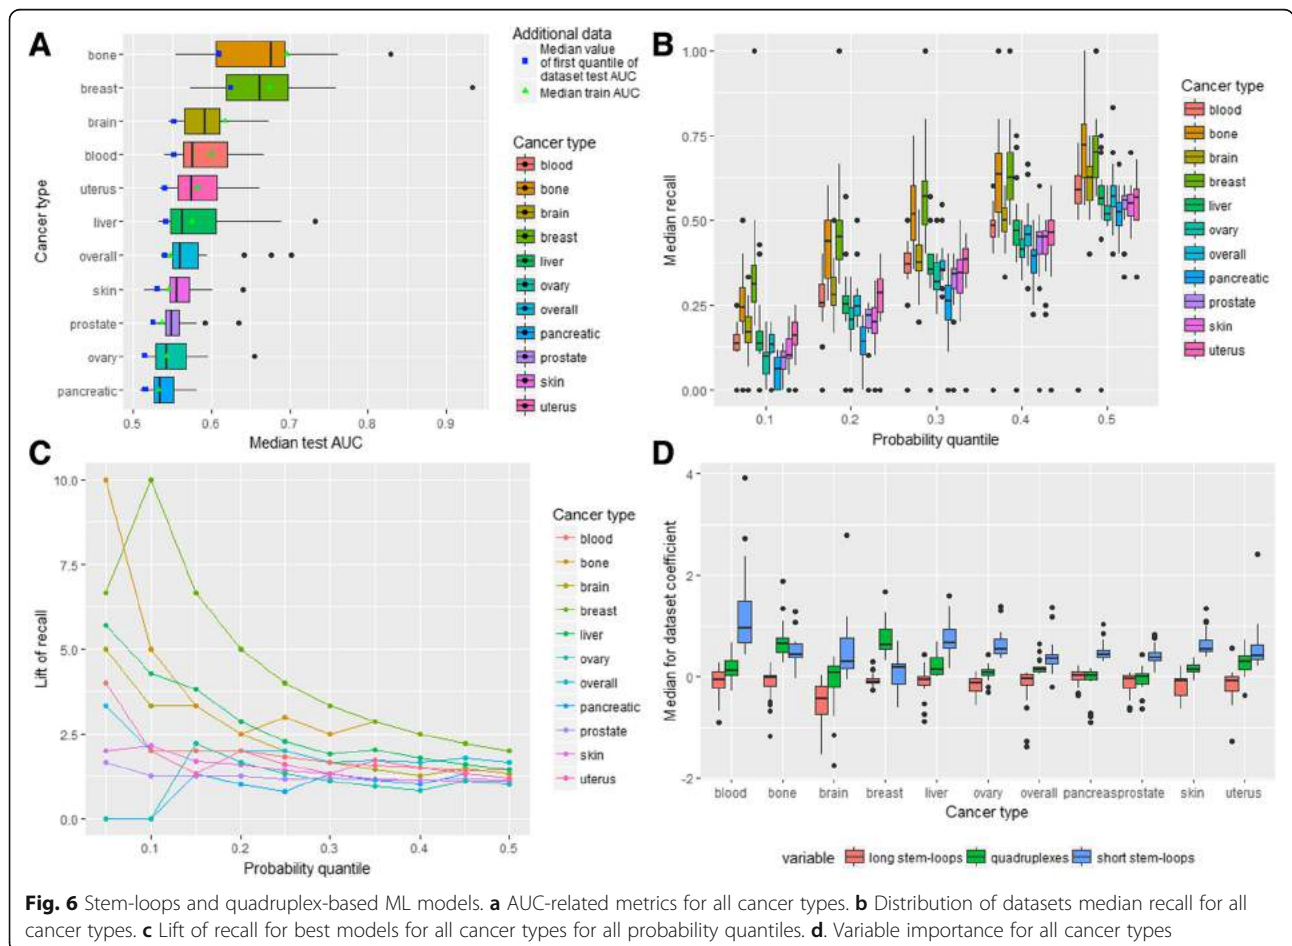 A
bone
breast
brain
blood
uterus
liver
overall
skin
prostate
ovary
pancreatic
Cancer type
0.5
0.6
0.7
0.8
0.9
Median test AUC
Additional data
Median value
of first quantile of
dataset test AUC
Median train AUC
Cancer type
blood
bone
brain
breast
liver
ovary
overall
pancreatic
prostate
skin
uterus
B
1.00
0.75
0.50
0.25
0.00
Median recall
0.1
0.2
0.3
0.4
0.5
Probability quantile
Cancer type
blood
bone
brain
breast
liver
ovary
overall
pancreatic
prostate
skin
uterus
C
10.0
7.5
5.0
2.5
0.0
Lift of recall
0.1
0.2
0.3
0.4
0.5
Probability quantile
Cancer type
blood
bone
brain
breast
liver
ovary
overall
pancreatic
prostate
skin
uterus
D
4
2
0
−2
Median for dataset coefficient
blood bone brain breast liver ovary overall pancreasprostate skin uterus
Cancer type
variable long stem-loops quadruplexes short stem-loops
Fig. 6 Stem-loops and quadruplex-based ML models. a AUC-related metrics for all cancer types. b Distribution of datasets median recall for all
cancer types. c Lift of recall for best models for all cancer types for all probability quantiles. d. Variable importance for all cancer types